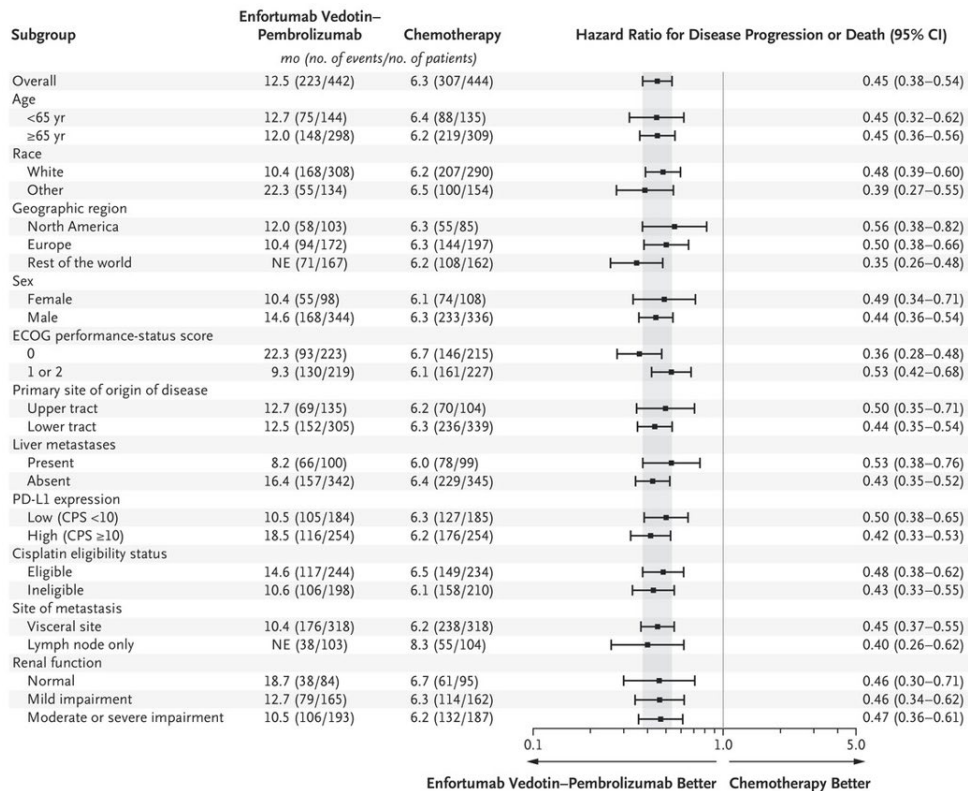 Subgroup Enfortumab Vedotin–Pembrolizumab Chemotherapy Hazard Ratio for Disease Progression or Death (95% CI)
mo (no. of events/no. of patients)
Overall 12.5 (223/442) 6.3 (307/444) 0.45 (0.38–0.54)
Age
<65 yr 12.7 (75/144) 6.4 (88/135) 0.45 (0.32–0.62)
≥65 yr 12.0 (148/298) 6.2 (219/309) 0.45 (0.36–0.56)
Race
White 10.4 (168/308) 6.2 (207/290) 0.48 (0.39–0.60)
Other 22.3 (55/134) 6.5 (100/154) 0.39 (0.27–0.55)
Geographic region
North America 12.0 (58/103) 6.3 (55/85) 0.56 (0.38–0.82)
Europe 10.4 (94/172) 6.3 (144/197) 0.50 (0.38–0.66)
Rest of the world NE (71/167) 6.2 (108/162) 0.35 (0.26–0.48)
Sex
Female 10.4 (55/98) 6.1 (74/108) 0.49 (0.34–0.71)
Male 14.6 (168/344) 6.3 (233/336) 0.44 (0.36–0.54)
ECOG performance-status score
0 22.3 (93/223) 6.7 (146/215) 0.36 (0.28–0.48)
1 or 2 9.3 (130/219) 6.1 (161/227) 0.53 (0.42–0.68)
Primary site of origin of disease
Upper tract 12.7 (69/135) 6.2 (70/104) 0.50 (0.35–0.71)
Lower tract 12.5 (152/305) 6.3 (236/339) 0.44 (0.35–0.54)
Liver metastases
Present 8.2 (66/100) 6.0 (78/99) 0.53 (0.38–0.76)
Absent 16.4 (157/342) 6.4 (229/345) 0.43 (0.35–0.52)
PD-L1 expression
Low (CPS <10) 10.5 (105/184) 6.3 (127/185) 0.50 (0.38–0.65)
High (CPS ≥10) 18.5 (116/254) 6.2 (176/254) 0.42 (0.33–0.53)
Cisplatin eligibility status
Eligible 14.6 (117/244) 6.5 (149/234) 0.48 (0.38–0.62)
Ineligible 10.6 (106/198) 6.1 (158/210) 0.43 (0.33–0.55)
Site of metastasis
Visceral site 10.4 (176/318) 6.2 (238/318) 0.45 (0.37–0.55)
Lymph node only NE (38/103) 8.3 (55/104) 0.40 (0.26–0.62)
Renal function
Normal 18.7 (38/84) 6.7 (61/95) 0.46 (0.30–0.71)
Mild impairment 12.7 (79/165) 6.3 (114/162) 0.46 (0.34–0.62)
Moderate or severe impairment 10.5 (106/193) 6.2 (132/187) 0.47 (0.36–0.61)
0.1 1.0 5.0
Enfortumab Vedotin–Pembrolizumab Better Chemotherapy Better